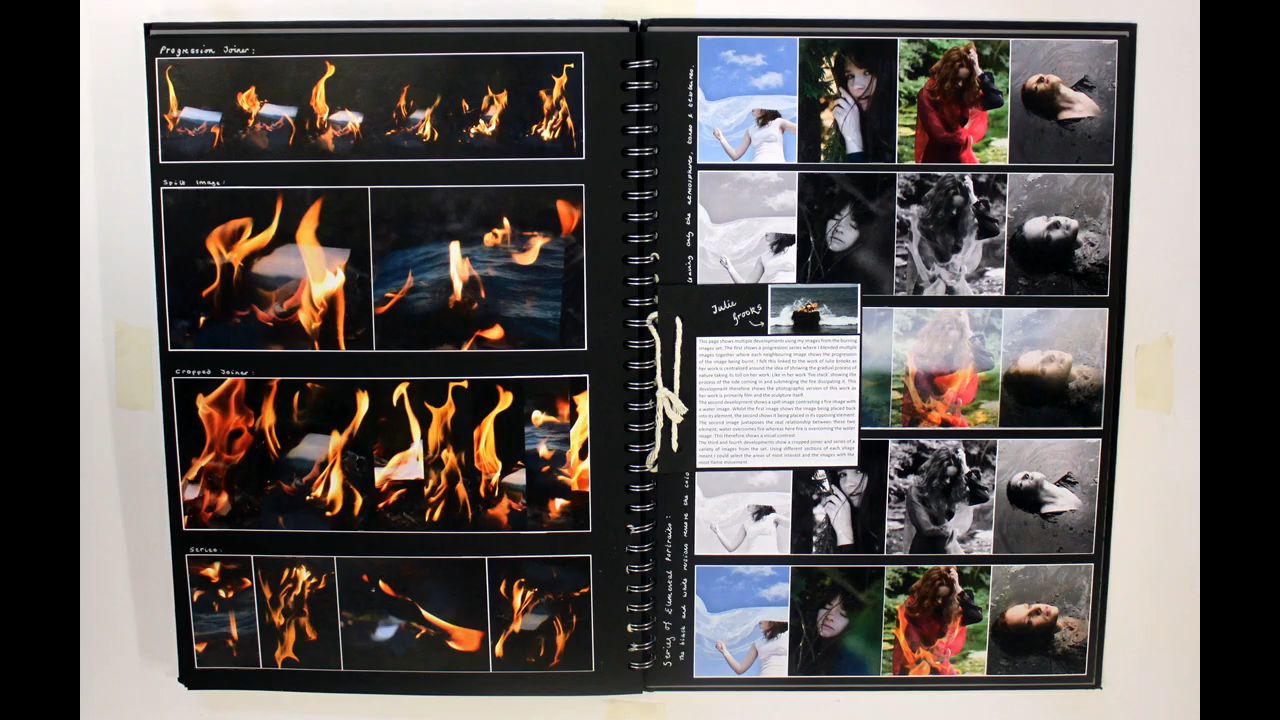 Progression Joiner:
Split Image:
Cropped Joiner:
Series:
Julie
Brooks
This page shows multiple developments using my images from the burning
images set. The first shows a progression series where I blended multiple
images together where each neighbouring image shows the progression
of the image being burnt. I felt this linked to the work of Julie Brooks as
her work is centralised around the idea of showing the gradual process of
nature taking its toll on her work. Like in her work 'fire stack' showing the
process of the tide coming in and submerging the fire dissipating it. This
development therefore shows the photographic version of this work as
her work is primarily film and the sculpture itself.
The second development shows a spilt image contrasting a fire image with
a water image. Whilst the first image shows the image being placed back
into its element, the second shows it being placed in its opposing element.
The second image juxtaposes the real relationship between these two
element; water overcomes fire whereas here fire is overcoming the water
image. This therefore shows a visual contrast.
The third and fourth developments show a cropped joiner and series of a
variety of images from the set. Using different sections of each image
meant I could select the areas of most interest and the images with the
most flame movement.
Series of Elemental Portraits:
The black and white versions remove the colo
leaving only the atmospheres, tones & textures.